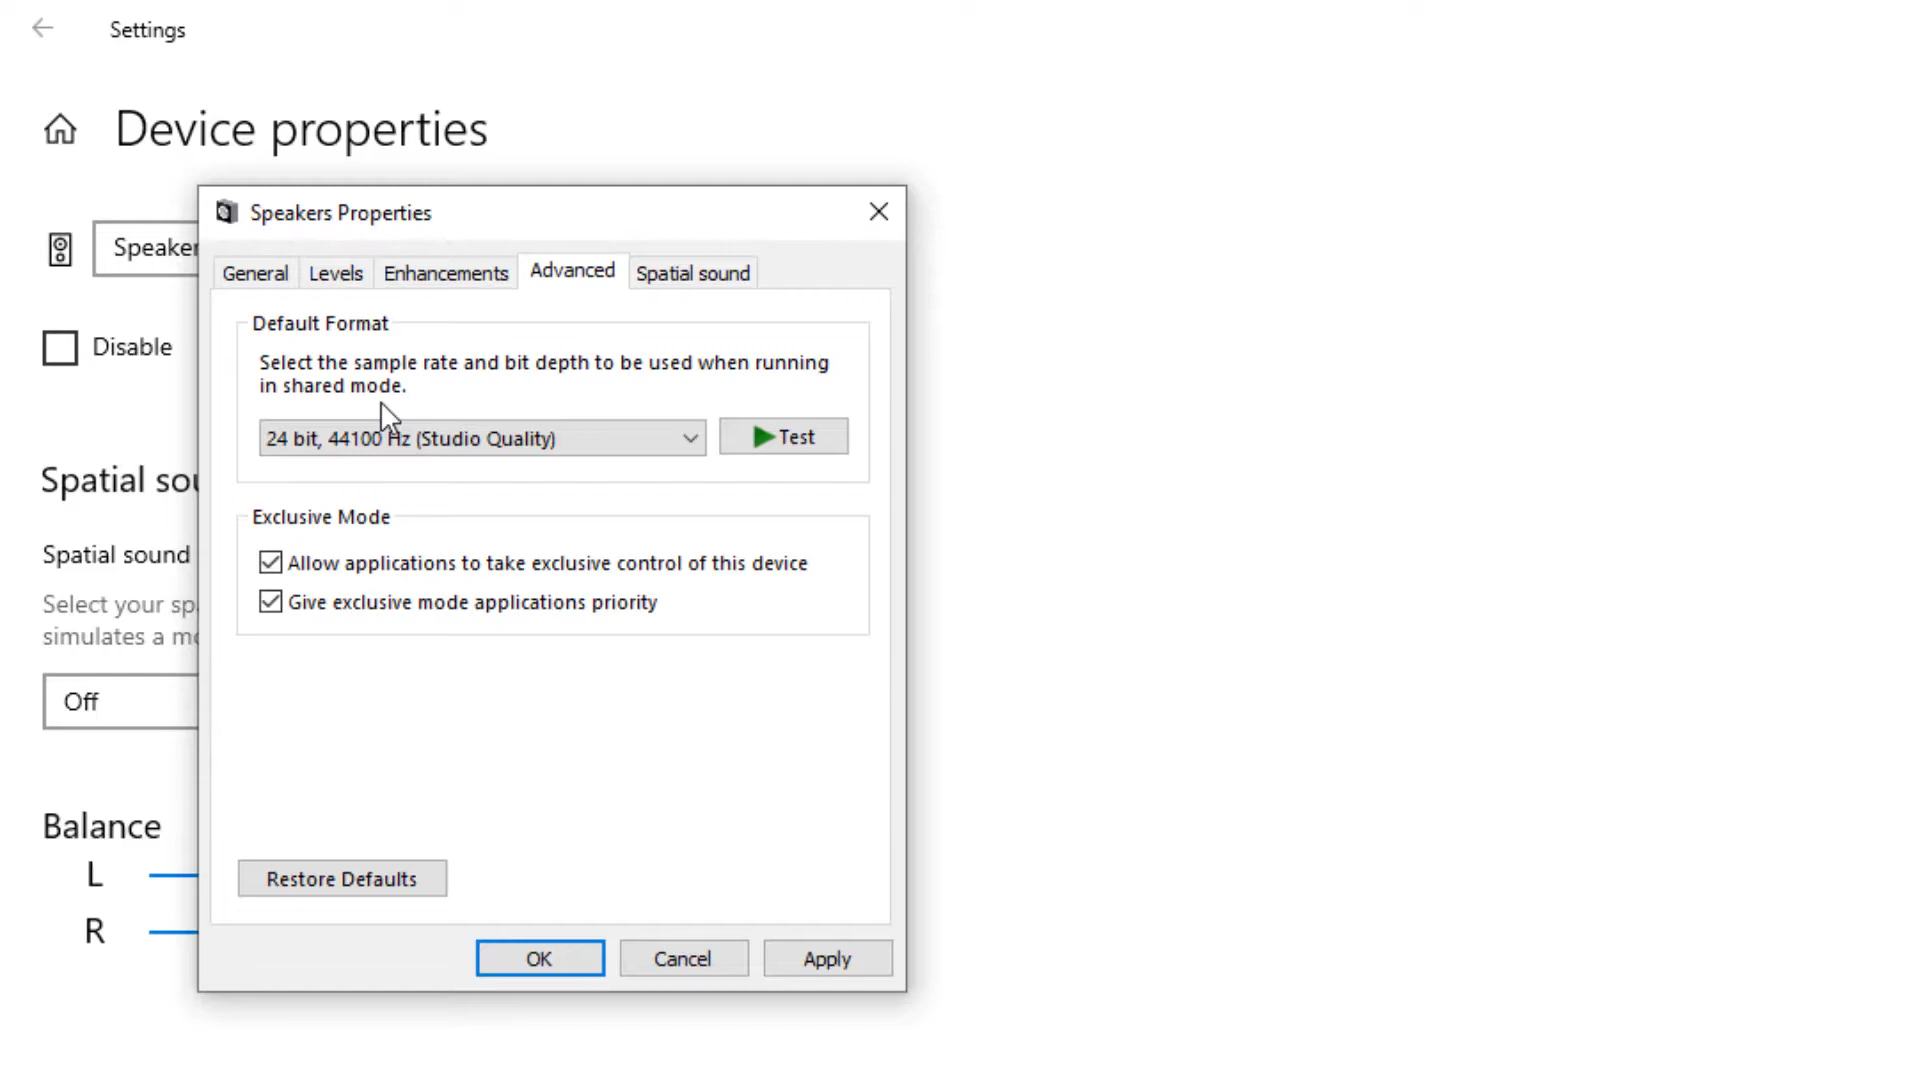 Settings
Device properties
Speakers Properties
Speaker
General
Levels
Enhancements
Advanced
Spatial sound
Disable
Default Format
Select the sample rate and bit depth to be used when running
in shared mode.
24 bit, 44100 Hz (Studio Quality)
Test
Spatial sou
Exclusive Mode
Spatial sound
Allow applications to take exclusive control of this device
Select your sp
Give exclusive mode applications priority
simulates a mo
Off
Balance
L
Restore Defaults
R
OK
Cancel
Apply